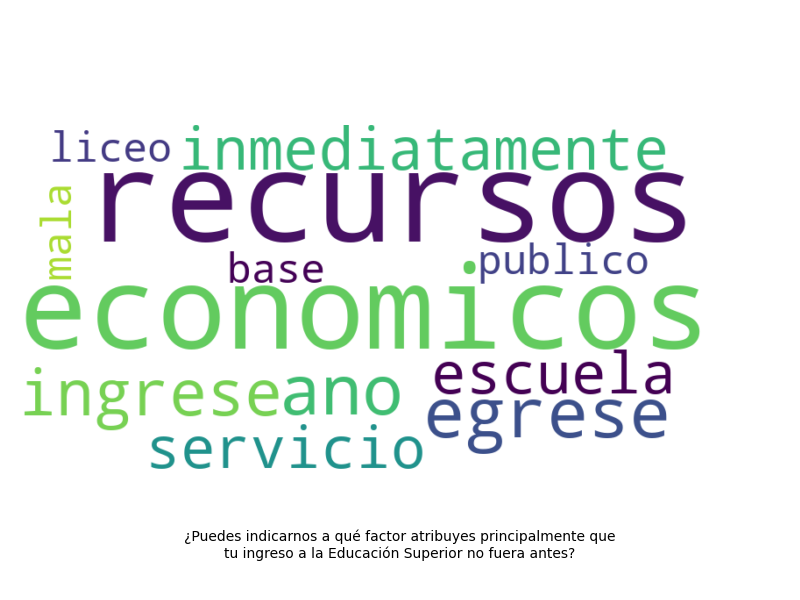 liceo inmediatamente
mala recursos
base publico
economicos
escuela
ingrese ano egrese
servicio
¿Puedes indicarnos a qué factor atribuyes principalmente que
tu ingreso a la Educación Superior no fuera antes?